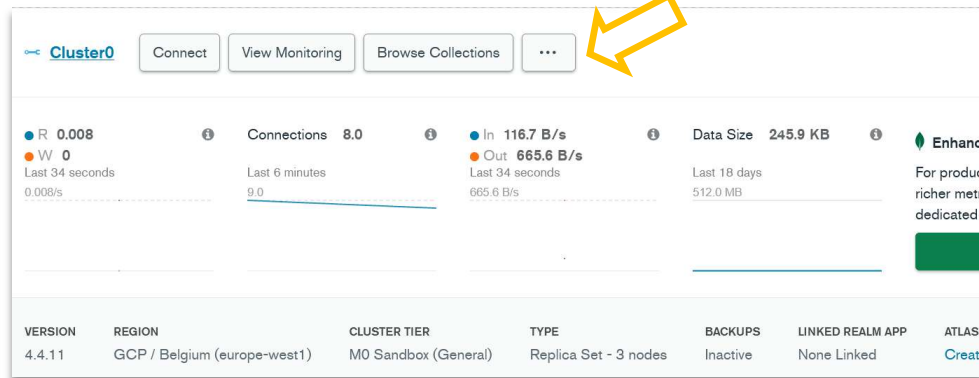 Cluster0 Connect View Monitoring Browse Collections ...
R 0.008 Connections 8.0 In 116.7 B/s Data Size 245.9 KB
W 0 Out 665.6 B/s Enhanc
Last 34 seconds Last 6 minutes Last 34 seconds Last 18 days For produc
0.008/s 9.0 665.6 B/s 512.0 MB richer met
dedicated
VERSION REGION CLUSTER TIER TYPE BACKUPS LINKED REALM APP ATLAS
4.4.11 GCP / Belgium (europe-west1) M0 Sandbox (General) Replica Set - 3 nodes Inactive None Linked Creat